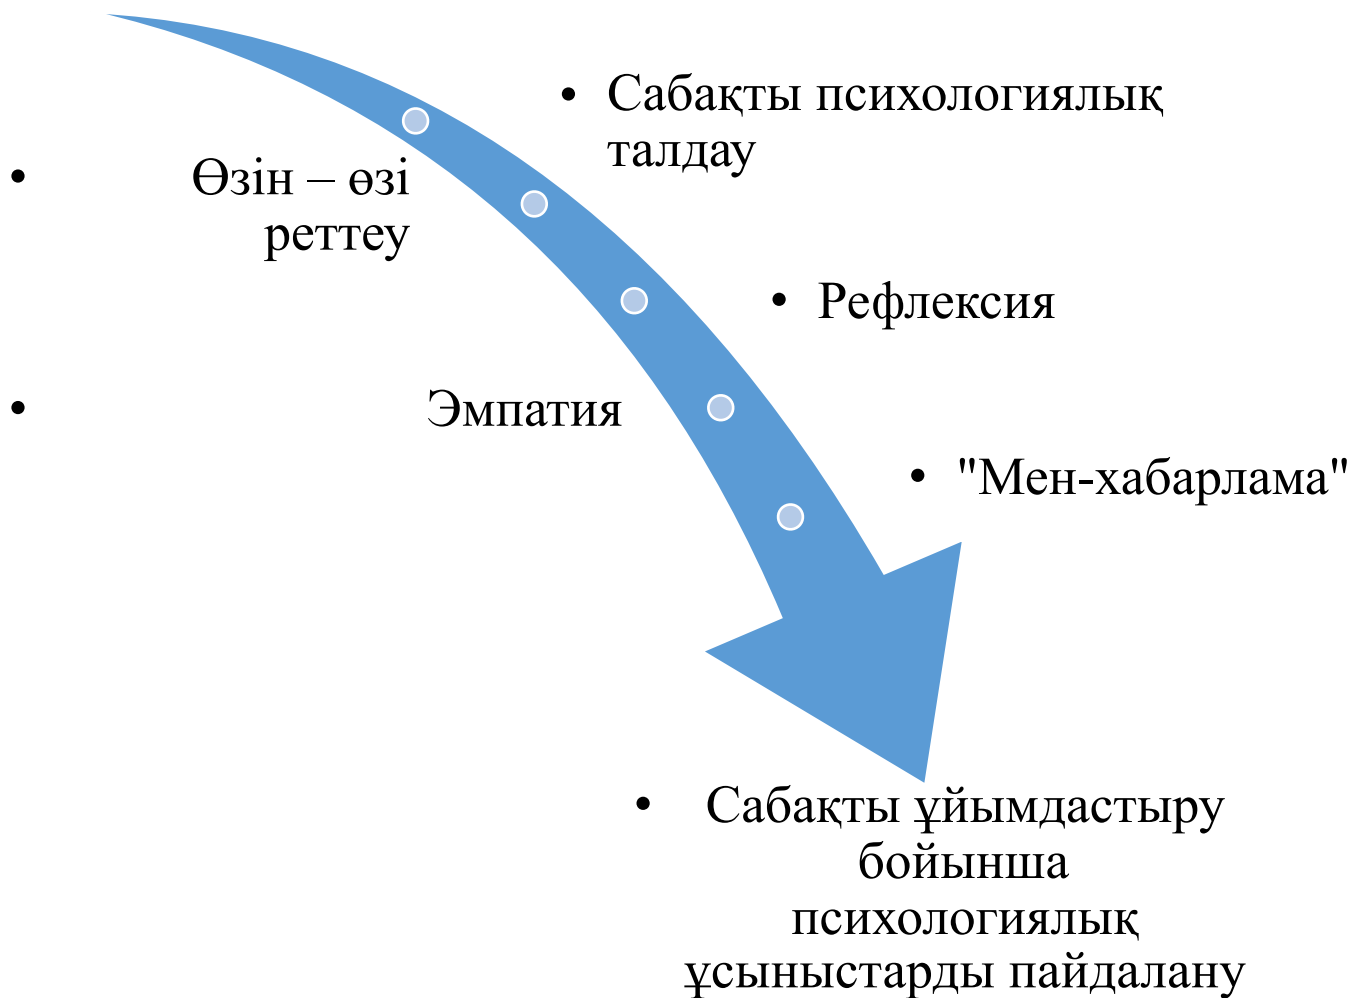 • Сабақты психологиялық
талдау
• Өзін – өзі
реттеу
• Рефлексия
• Эмпатия
• "Мен-хабарлама"
• Сабақты ұйымдастыру
бойынша
психологиялық
ұсыныстарды пайдалану